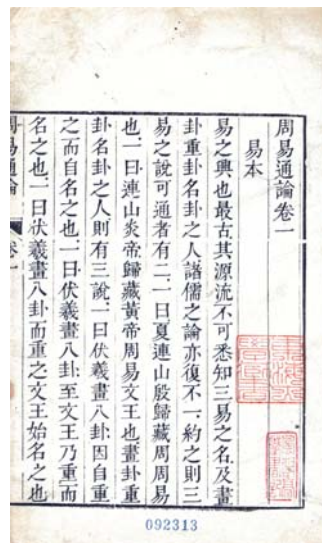 周易通論卷一
易本
易之興也最古其源流不可悉知三易之名及畫
卦重卦名卦之人諸儒之論亦復不一約之則三
易之說可通者有二一曰夏連山殷歸藏周周易
也一曰連山炎帝歸藏黃帝周易文王也畫卦重
卦名卦之人則有三說一曰伏羲畫八卦因自重
之而自名之也一曰伏羲畫八卦至文王乃重而
名之也一曰伏羲畫八卦而重之文王始名之也
周易通論 卷一
092313